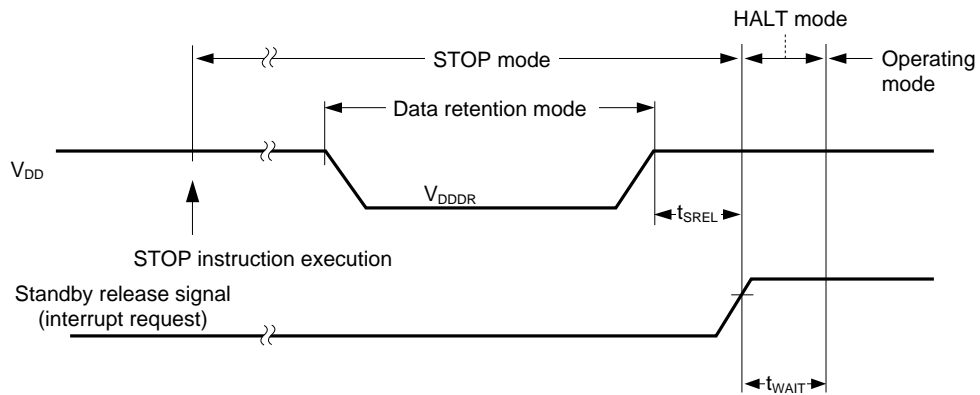 HALT mode
STOP mode
Operating
mode
Data retention mode
VDD
VDDDR
tSREL
STOP instruction execution
Standby release signal
(interrupt request)
tWAIT